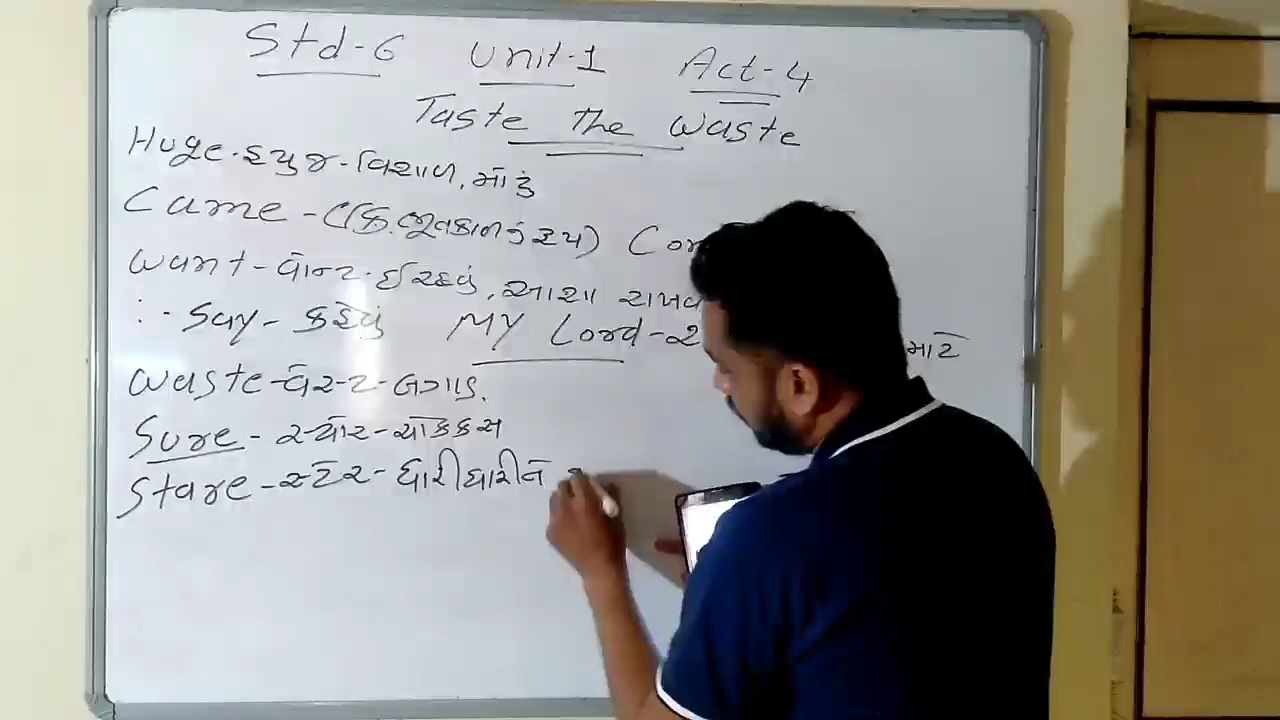 Std-6 Unit-1 Act-4
Taste The Waste
Huge-હ્યુજ-વિશાળ, મોટું
Came - (ક્રિ.ભૂતકાળનું રૂપ) Com
Want-વોન્ટ-ઈચ્છવું, આશા રાખવ
Say-કહેવું My Lord-
માટે
Waste-વેસ્ટ-બગાડ.
Sure-સ્યોર-ચોક્કસ
Stare-સ્ટેર-ધારીધારીને